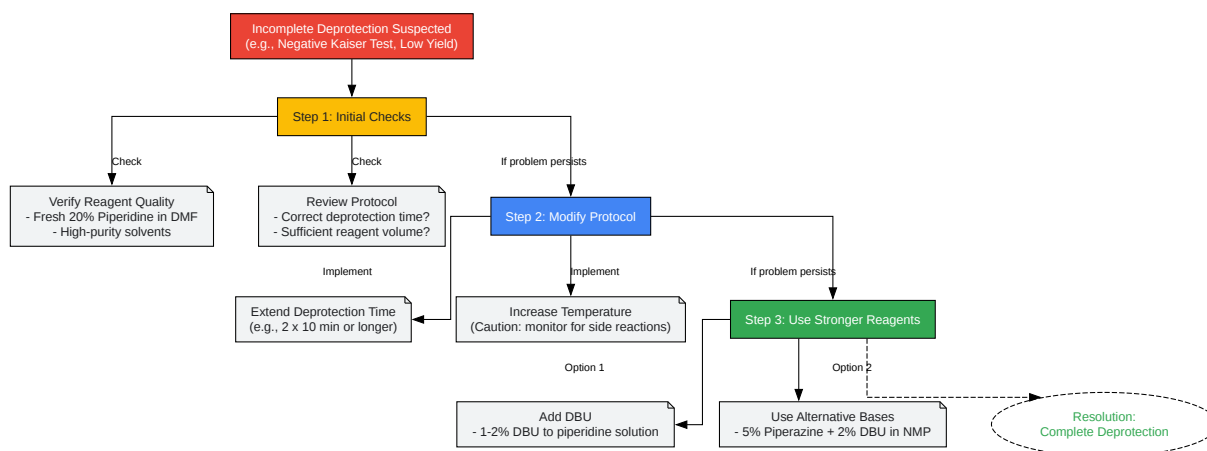 Incomplete Deprotection Suspected
(e.g., Negative Kaiser Test, Low Yield)
Step 1: Initial Checks
Check
Check
If problem persists
Verify Reagent Quality
- Fresh 20% Piperidine in DMF
- High-purity solvents
Review Protocol
- Correct deprotection time?
- Sufficient reagent volume?
Step 2: Modify Protocol
Implement
Implement
If problem persists
Extend Deprotection Time
(e.g., 2 x 10 min or longer)
Increase Temperature
(Caution: monitor for side reactions)
Step 3: Use Stronger Reagents
Option 1
Option 2
Add DBU
- 1-2% DBU to piperidine solution
Use Alternative Bases
- 5% Piperazine + 2% DBU in NMP
Resolution:
Complete Deprotection